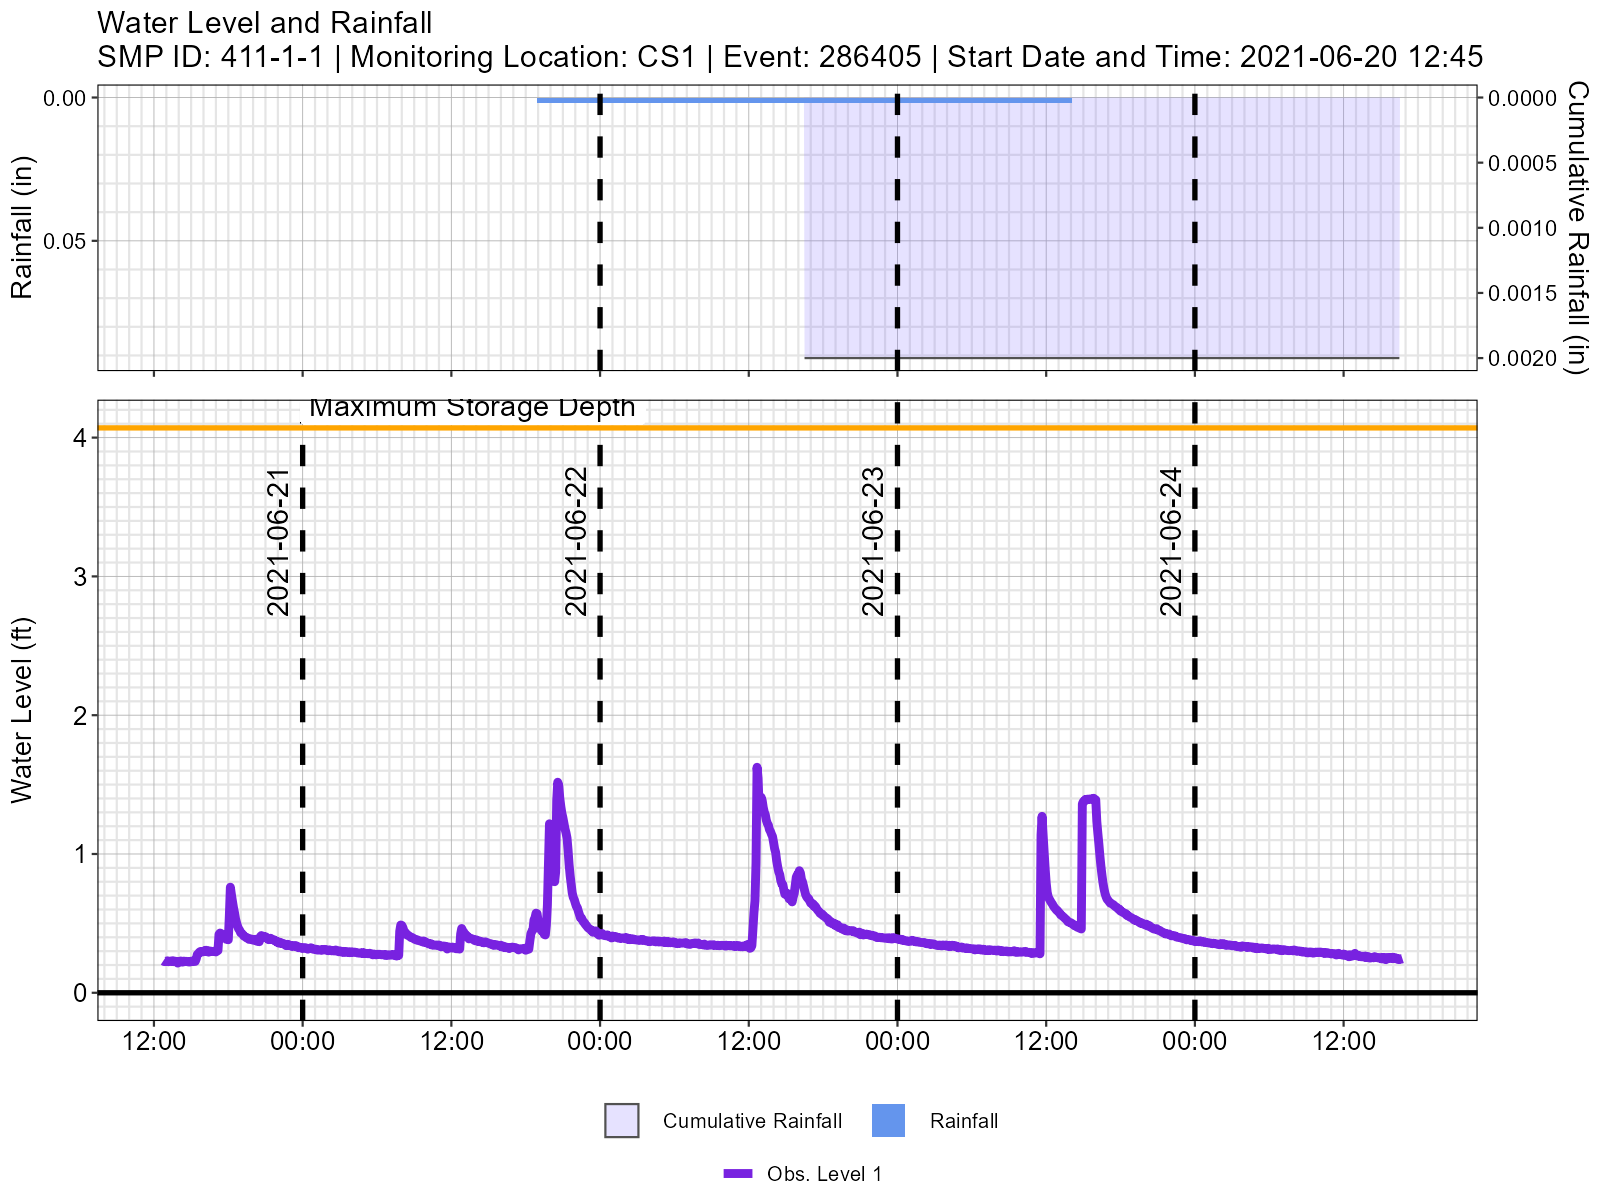 Water Level and Rainfall
SMP ID: 411-1-1 | Monitoring Location: CS1 | Event: 286405 | Start Date and Time: 2021-06-20 12:45
Rainfall (in)
0.00
0.05
0.0000
0.0005
0.0010
0.0015
0.0020
Cumulative Rainfall (in)
Maximum Storage Depth
Water Level (ft)
4
3
2
1
0
2021-06-21
2021-06-22
2021-06-23
2021-06-24
12:00 00:00 12:00 00:00 12:00 00:00 12:00 00:00 12:00
Cumulative Rainfall Rainfall
Obs. Level 1